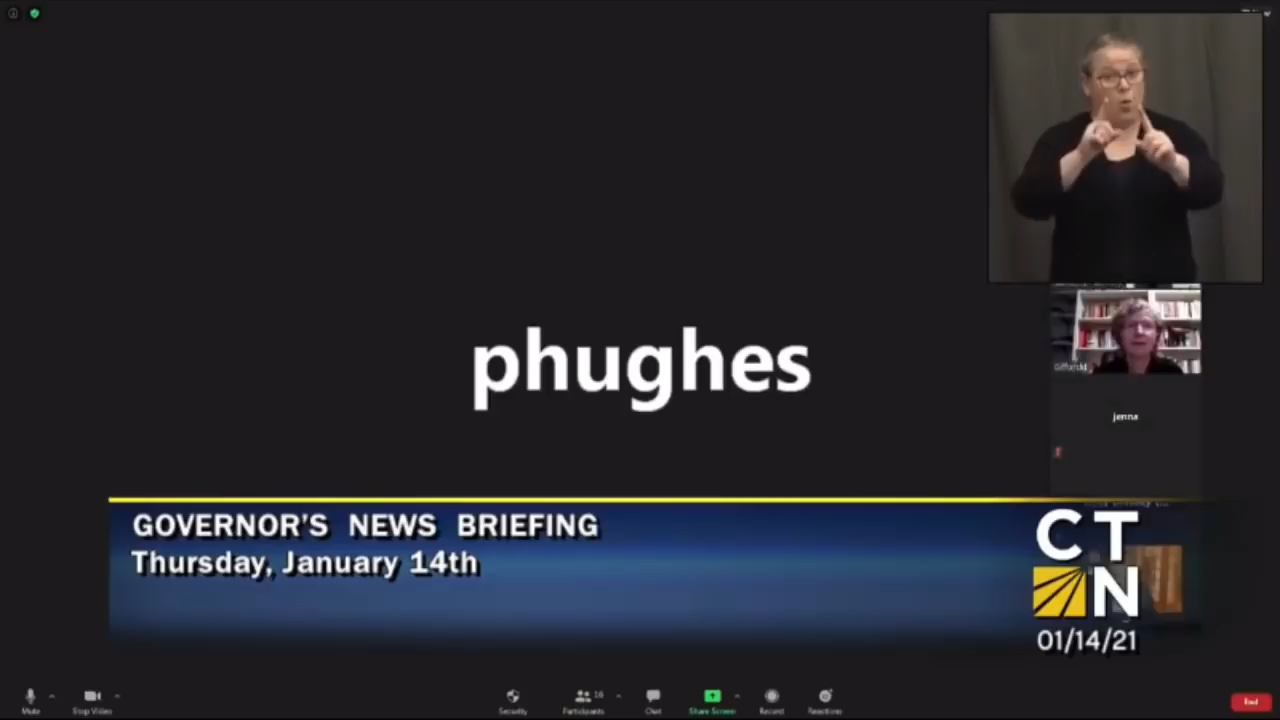 phughes
jenna
GOVERNOR'S NEWS BRIEFING
Thursday, January 14th
CT
N
01/14/21
Mute
Stop Video
Security
Participants
16
Chat
Share Screen
Record
Reactions
End